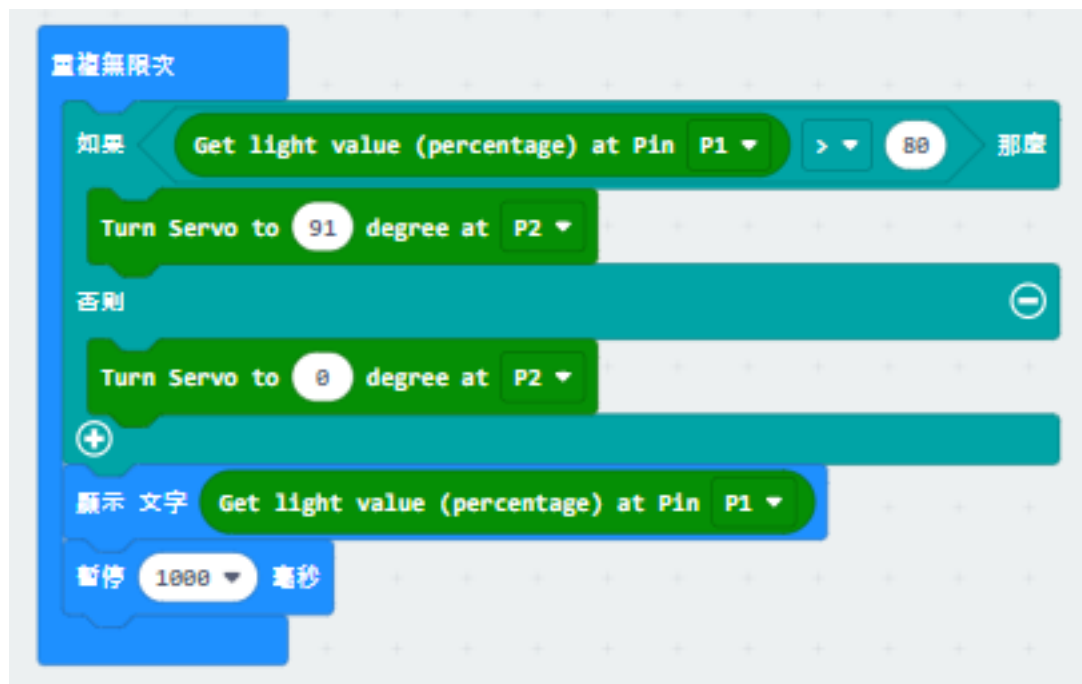 重複無限次
如果 Get light value (percentage) at Pin P1 > 80 那麼
Turn Servo to 91 degree at P2
否則
Turn Servo to 0 degree at P2
顯示 文字 Get light value (percentage) at Pin P1
暫停 1000 毫秒